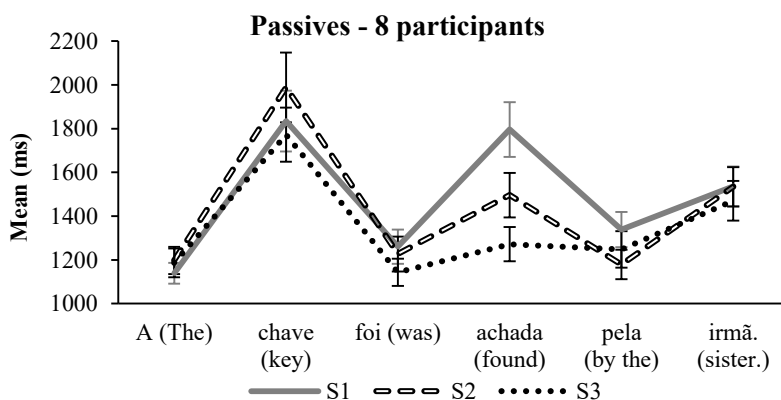 Passives - 8 participants
2200
2000
1800
1600
1400
1200
1000
Mean (ms)
A (The) chave (key) foi (was) achada (found) pela (by the) irmã. (sister.)
S1 S2 S3